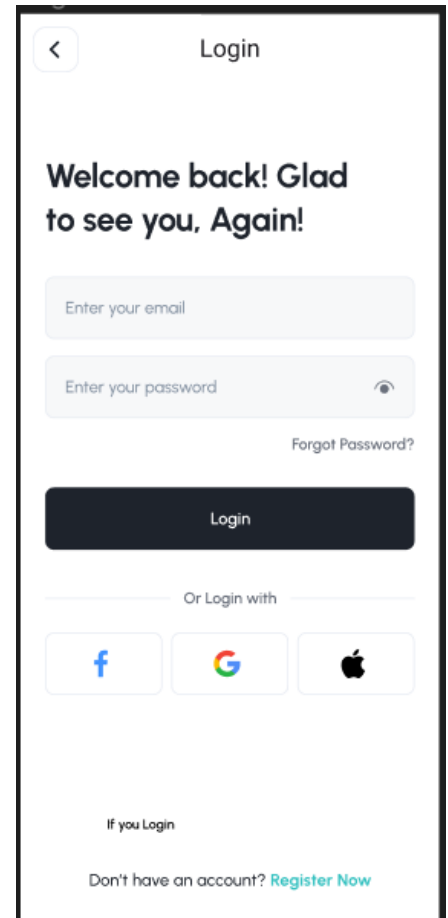 Login
Welcome back! Glad
to see you, Again!
Enter your email
Enter your password
Forgot Password?
Login
Or Login with
If you Login
Don't have an account? Register Now